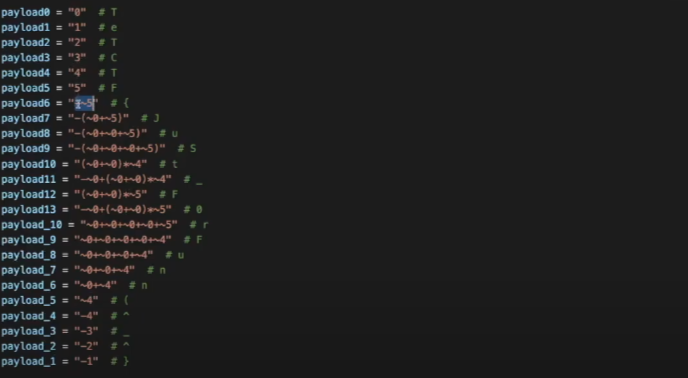 payload0 = "0" # T
payload1 = "1" # e
payload2 = "2" # T
payload3 = "3" # C
payload4 = "4" # T
payload5 = "5" # F
payload6 = "-~5" # {
payload7 = "-(~0+~5)" # J
payload8 = "-(~0+~0+~5)" # u
payload9 = "-(~0+~0+~0+~5)" # S
payload10 = "(~0+~0)*~4" # t
payload11 = "-~0+(~0+~0)*~4" # _
payload12 = "(~0+~0)*~5" # F
payload13 = "-~0+(~0+~0)*~5" # 0
payload_10 = "~0+~0+~0+~0+~5" # r
payload_9 = "~0+~0+~0+~0+~4" # F
payload_8 = "~0+~0+~0+~4" # u
payload_7 = "~0+~0+~4" # n
payload_6 = "~0+~4" # n
payload_5 = "~4" # (
payload_4 = "-4" # ^
payload_3 = "-3" # _
payload_2 = "-2" # ^
payload_1 = "-1" # }